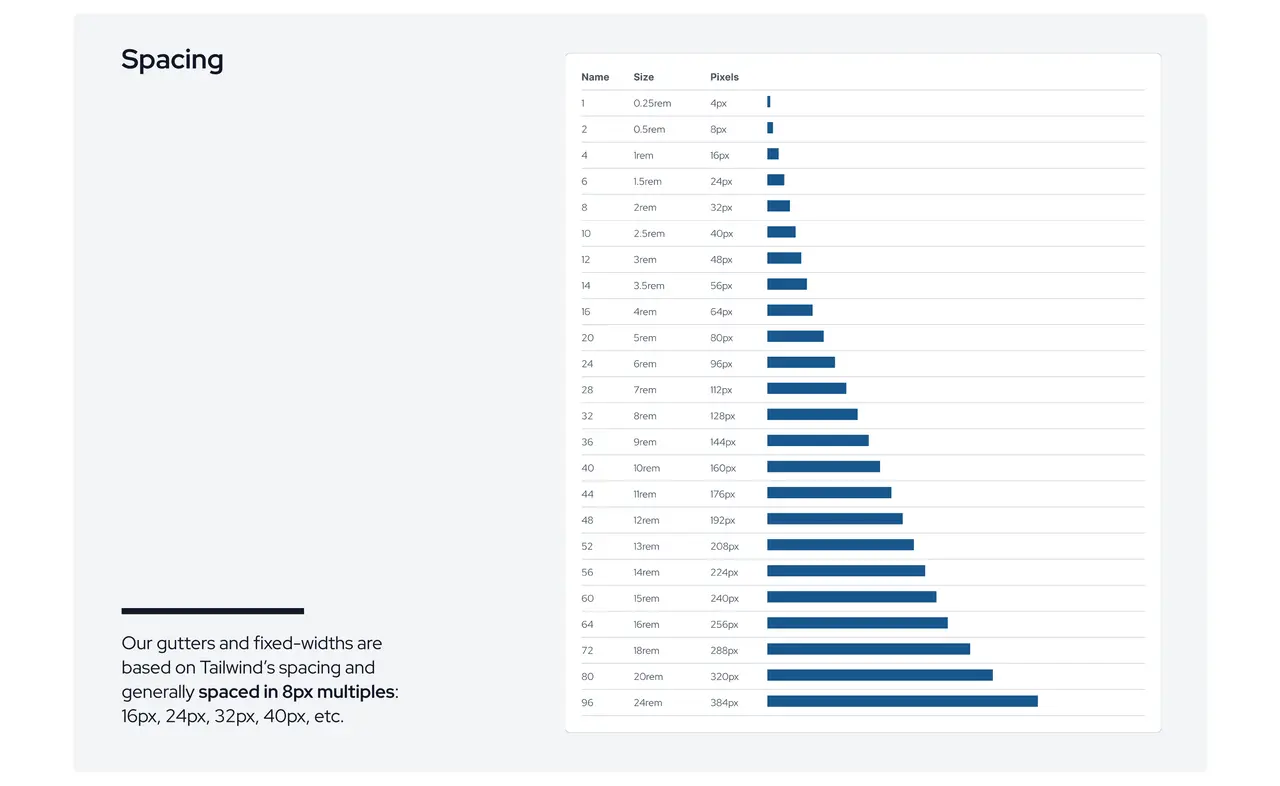 Spacing
Name Size Pixels
1 0.25rem 4px
2 0.5rem 8px
4 1rem 16px
6 1.5rem 24px
8 2rem 32px
10 2.5rem 40px
12 3rem 48px
14 3.5rem 56px
16 4rem 64px
20 5rem 80px
24 6rem 96px
28 7rem 112px
32 8rem 128px
36 9rem 144px
40 10rem 160px
44 11rem 176px
48 12rem 192px
52 13rem 208px
56 14rem 224px
60 15rem 240px
64 16rem 256px
72 18rem 288px
80 20rem 320px
96 24rem 384px
Our gutters and fixed-widths are
based on Tailwind’s spacing and
generally spaced in 8px multiples:
16px, 24px, 32px, 40px, etc.